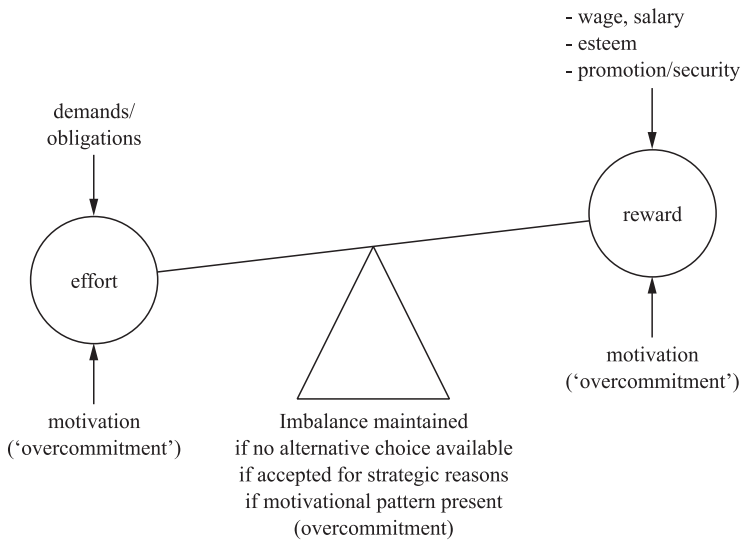 - wage, salary
- esteem
- promotion/security
demands/
obligations
reward
effort
motivation
(‘overcommitment’)
motivation
(‘overcommitment’)
Imbalance maintained
if no alternative choice available
if accepted for strategic reasons
if motivational pattern present
(overcommitment)